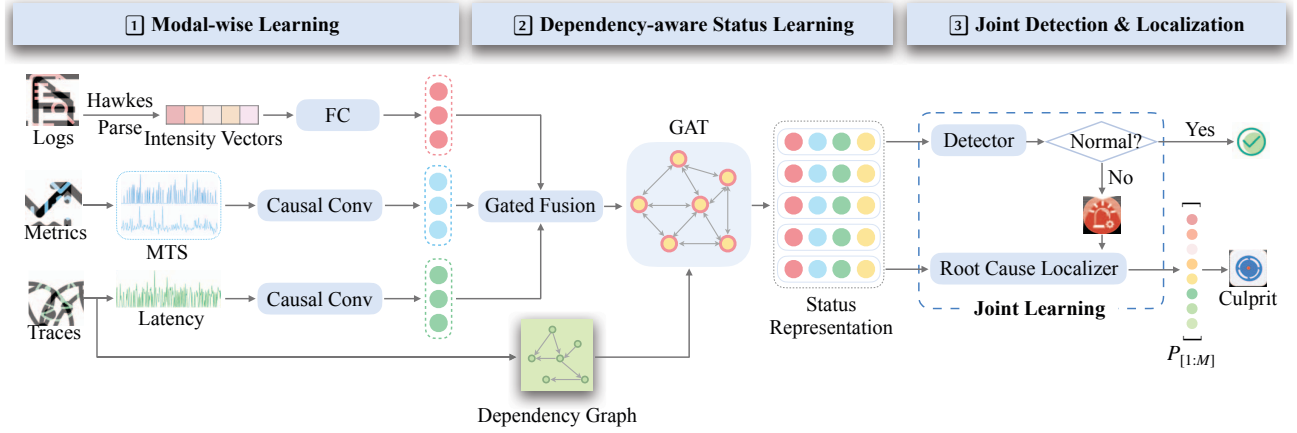 1 Modal-wise Learning
2 Dependency-aware Status Learning
3 Joint Detection & Localization
Logs
Hawkes
Parse
Intensity Vectors
FC
Metrics
MTS
Causal Conv
Traces
Latency
Causal Conv
Gated Fusion
GAT
Dependency Graph
Status
Representation
Detector
Normal?
Yes
No
Root Cause Localizer
Joint Learning
[ ]
P[1:M]
Culprit